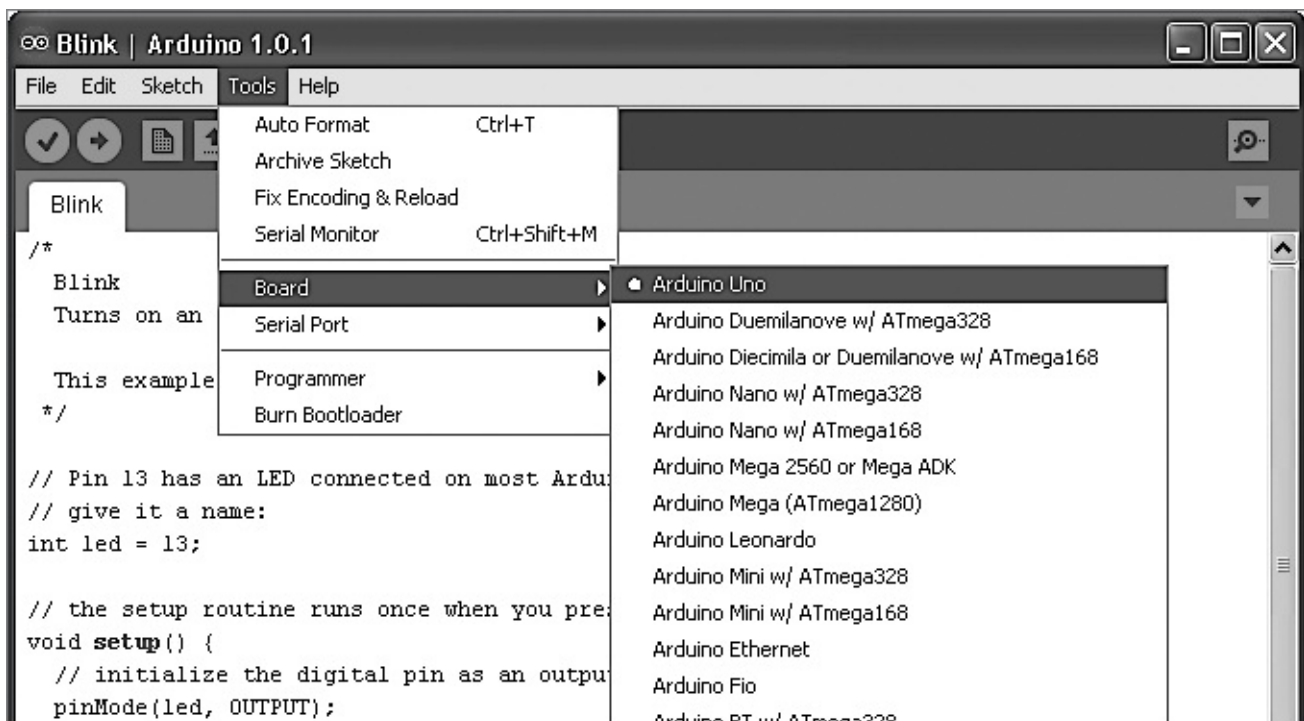 Blink | Arduino 1.0.1
File Edit Sketch Tools Help
Auto Format Ctrl+T
Archive Sketch
Fix Encoding & Reload
Serial Monitor Ctrl+Shift+M
Board
Serial Port
Programmer
Burn Bootloader
Arduino Uno
Arduino Duemilanove w/ ATmega328
Arduino Diecimila or Duemilanove w/ ATmega168
Arduino Nano w/ ATmega328
Arduino Nano w/ ATmega168
Arduino Mega 2560 or Mega ADK
Arduino Mega (ATmega1280)
Arduino Leonardo
Arduino Mini w/ ATmega328
Arduino Mini w/ ATmega168
Arduino Ethernet
Arduino Fio
Arduino BT w/ ATmega328
Blink
/*
Blink
Turns on an
This example
*/
// Pin 13 has an LED connected on most Ardu
// give it a name:
int led = 13;
// the setup routine runs once when you pre
void setup() {
// initialize the digital pin as an outpu
pinMode(led, OUTPUT);